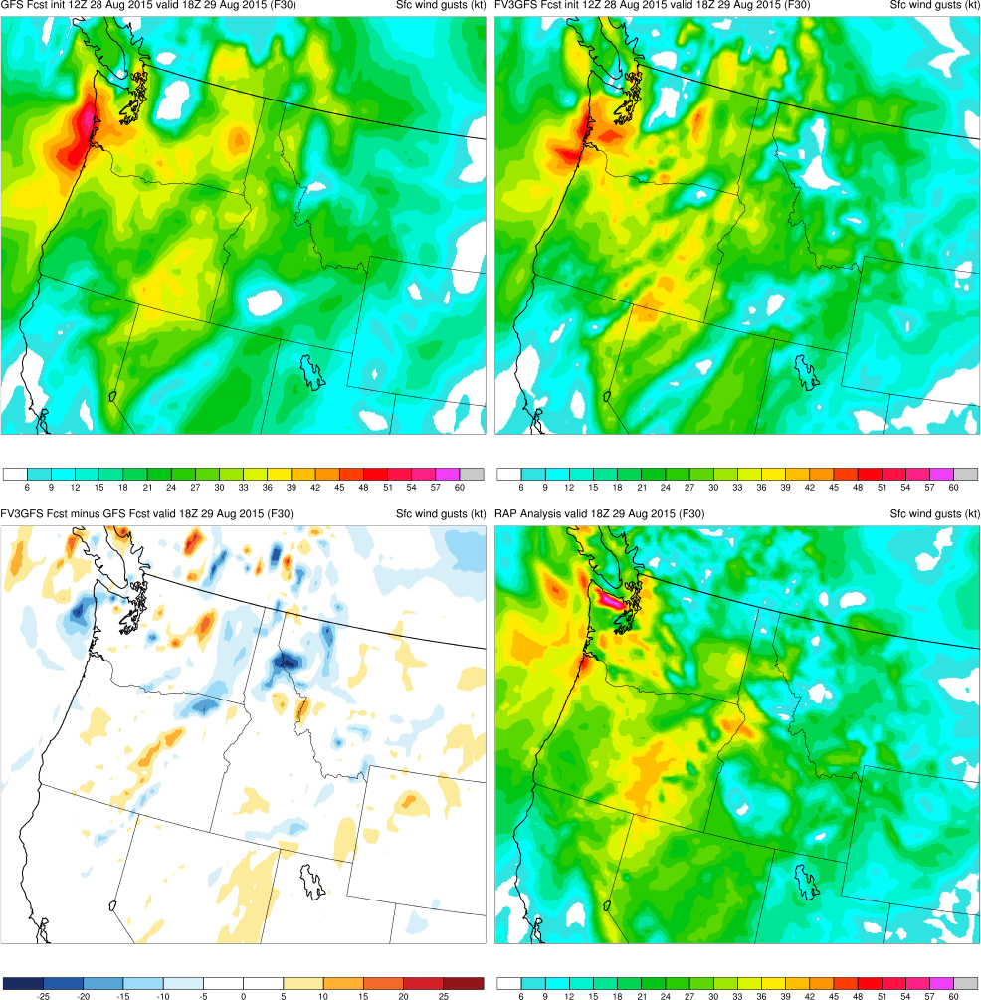 GFS Fcst init 12Z 28 Aug 2015 valid 18Z 29 Aug 2015 (F30) Sfc wind gusts (kt)
FV3GFS Fcst init 12Z 28 Aug 2015 valid 18Z 29 Aug 2015 (F30) Sfc wind gusts (kt)
6 9 12 15 18 21 24 27 30 33 36 39 42 45 48 51 54 57 60
6 9 12 15 18 21 24 27 30 33 36 39 42 45 48 51 54 57 60
FV3GFS Fcst minus GFS Fcst valid 18Z 29 Aug 2015 (F30) Sfc wind gusts (kt)
RAP Analysis valid 18Z 29 Aug 2015 (F30) Sfc wind gusts (kt)
-25 -20 -15 -10 -5 0 5 10 15 20 25
6 9 12 15 18 21 24 27 30 33 36 39 42 45 48 51 54 57 60